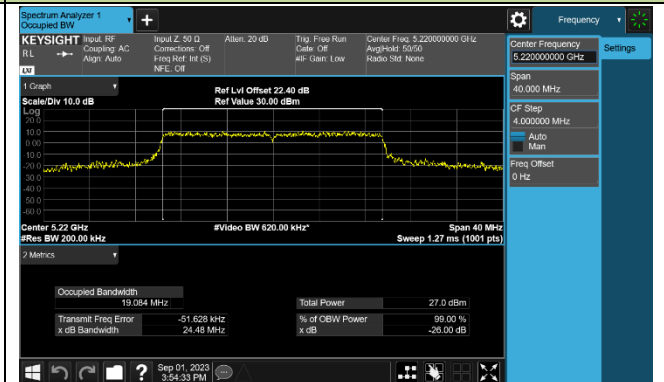 Spectrum Analyzer 1
Occupied BW
Frequency
KEYSIGHT
RL
LXI
Input: RF
Coupling: AC
Align: Auto
Input Z: 50 Ω
Corrections: Off
Freq Ref: Int (S)
NFE: Off
Atten: 20 dB
Trig: Free Run
Gate: Off
#IF Gain: Low
Center Freq: 5.220000000 GHz
Avg|Hold: 50/50
Radio Std: None
Center Frequency
5.220000000 GHz
Settings
Span
40.000 MHz
CF Step
4.000000 MHz
Auto
Man
Freq Offset
0 Hz
1 Graph
Scale/Div 10.0 dB
Ref Lvl Offset 22.40 dB
Ref Value 30.00 dBm
Log
20.0
10.0
0.00
-10.0
-20.0
-30.0
-40.0
-50.0
-60.0
Center 5.22 GHz
#Res BW 200.00 kHz
#Video BW 620.00 kHz*
Span 40 MHz
Sweep 1.27 ms (1001 pts)
2 Metrics
Occupied Bandwidth
19.084 MHz
Total Power 27.0 dBm
Transmit Freq Error -51.628 kHz
% of OBW Power 99.00 %
x dB Bandwidth 24.48 MHz
x dB -26.00 dB
?
Sep 01, 2023
3:54:33 PM